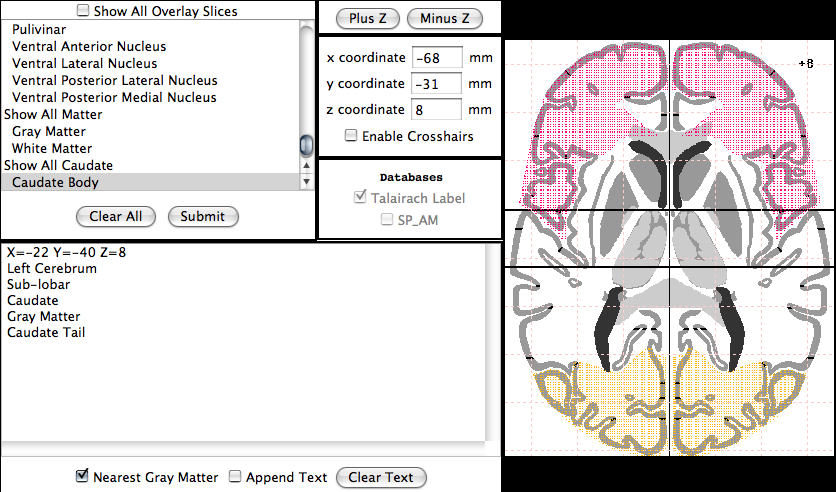 Show All Overlay Slices
Pulivinar
Ventral Anterior Nucleus
Ventral Lateral Nucleus
Ventral Posterior Lateral Nucleus
Ventral Posterior Medial Nucleus
Show All Matter
Gray Matter
White Matter
Show All Caudate
Caudate Body
Clear All Submit
Plus Z Minus Z
x coordinate -68 mm
y coordinate -31 mm
z coordinate 8 mm
Enable Crosshairs
Databases
Talairach Label
SP_AM
X=-22 Y=-40 Z=8
Left Cerebrum
Sub-lobar
Caudate
Gray Matter
Caudate Tail
Nearest Gray Matter Append Text Clear Text
+8